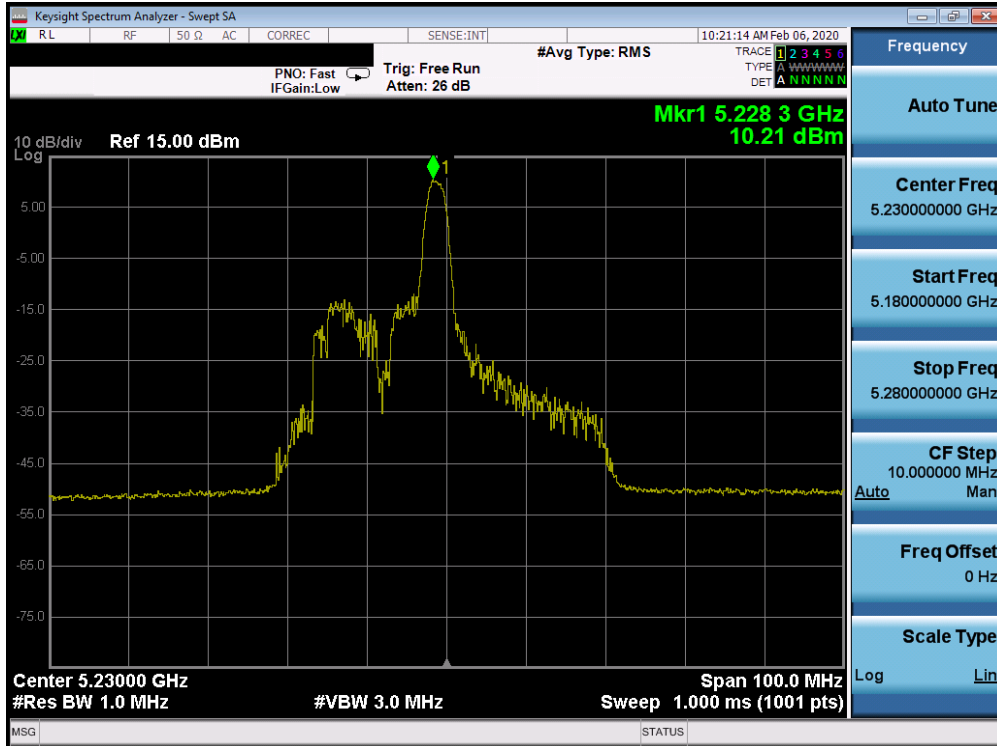 Keysight Spectrum Analyzer - Swept SA
LXI RL RF 50 Ω AC CORREC SENSE:INT 10:21:14 AM Feb 06, 2020
#Avg Type: RMS
TRACE 1 2 3 4 5 6
TYPE A W W W W W
DET A N N N N N
PNO: Fast
IFGain:Low
Trig: Free Run
Atten: 26 dB
Mkr1 5.228 3 GHz
10.21 dBm
10 dB/div Ref 15.00 dBm
Log
1
5.00
-5.00
-15.0
-25.0
-35.0
-45.0
-55.0
-65.0
-75.0
Center 5.23000 GHz Span 100.0 MHz
#Res BW 1.0 MHz #VBW 3.0 MHz Sweep 1.000 ms (1001 pts)
MSG STATUS
Frequency
Auto Tune
Center Freq
5.230000000 GHz
Start Freq
5.180000000 GHz
Stop Freq
5.280000000 GHz
CF Step
10.000000 MHz
Auto Man
Freq Offset
0 Hz
Scale Type
Log Lin